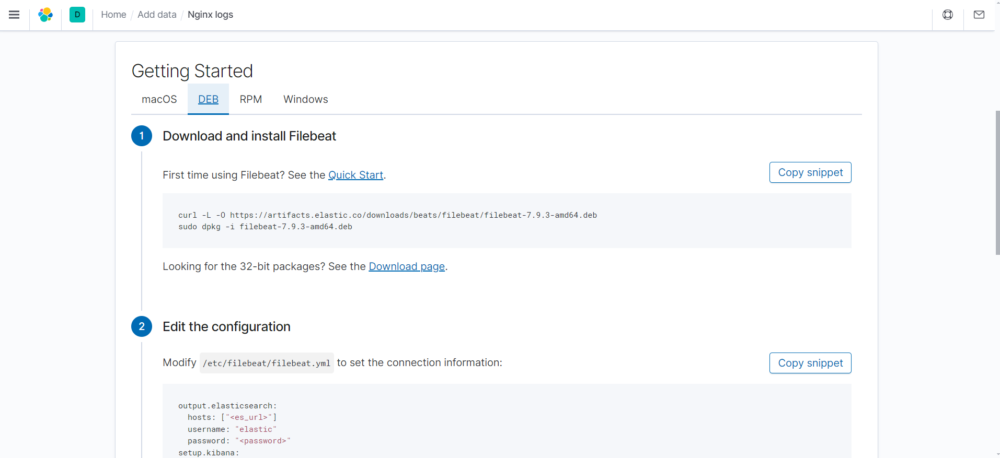 D Home / Add data / Nginx logs
Getting Started
macOS DEB RPM Windows
1 Download and install Filebeat
First time using Filebeat? See the Quick Start.
Copy snippet
curl -L -O https://artifacts.elastic.co/downloads/beats/filebeat/filebeat-7.9.3-amd64.deb
sudo dpkg -i filebeat-7.9.3-amd64.deb
Looking for the 32-bit packages? See the Download page.
2 Edit the configuration
Modify /etc/filebeat/filebeat.yml to set the connection information:
Copy snippet
output.elasticsearch:
  hosts: ["<es_url>"]
  username: "elastic"
  password: "<password>"
setup.kibana: